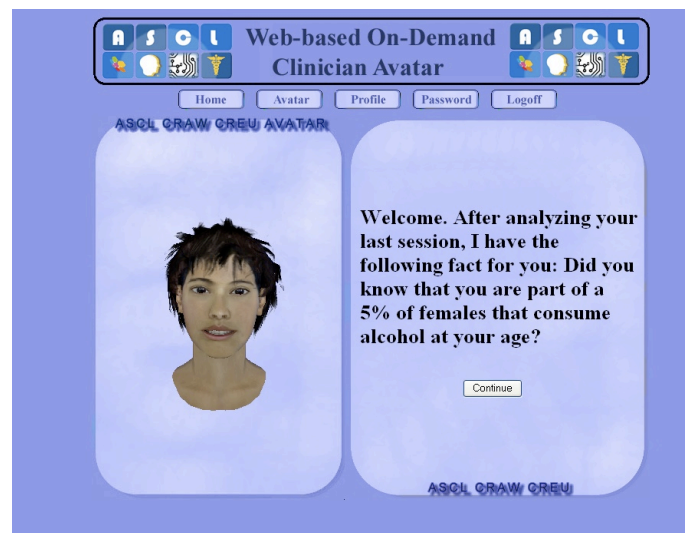 A S C L
Web-based On-Demand
Clinician Avatar
A S C L
Home Avatar Profile Password Logoff
ASCL CRAW CREU AVATAR
Welcome. After analyzing your
last session, I have the
following fact for you: Did you
know that you are part of a
5% of females that consume
alcohol at your age?
Continue
ASCL CRAW CREU